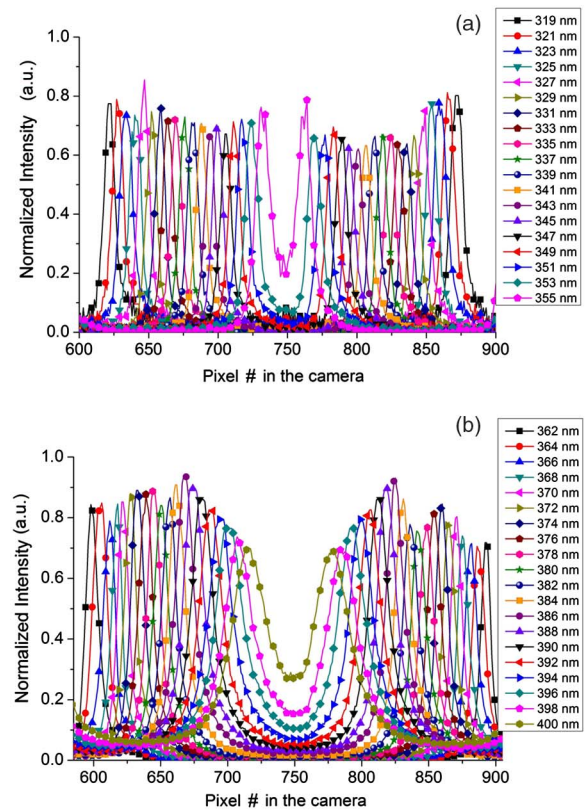 (a)
1.0
0.8
0.6
0.4
0.2
0.0
Normalized Intensity (a.u.)
600 650 700 750 800 850 900
Pixel # in the camera
319 nm
321 nm
323 nm
325 nm
327 nm
329 nm
331 nm
333 nm
335 nm
337 nm
339 nm
341 nm
343 nm
345 nm
347 nm
349 nm
351 nm
353 nm
355 nm
(b)
1.0
0.8
0.6
0.4
0.2
0.0
Normalized Intensity (a.u.)
600 650 700 750 800 850 900
Pixel # in the camera
362 nm
364 nm
366 nm
368 nm
370 nm
372 nm
374 nm
376 nm
378 nm
380 nm
382 nm
384 nm
386 nm
388 nm
390 nm
392 nm
394 nm
396 nm
398 nm
400 nm